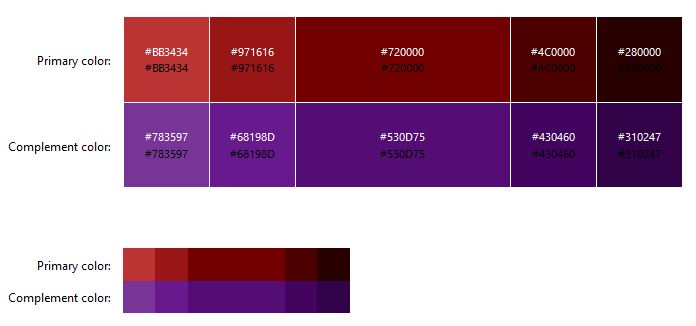 Primary color:
#BB3434 #971616 #720000 #4C0000 #280000
#BB3434 #971616 #720000 #4C0000 #280000
Complement color:
#783597 #68198D #530D75 #430460 #310247
#783597 #68198D #530D75 #430460 #310247
Primary color:
Complement color: